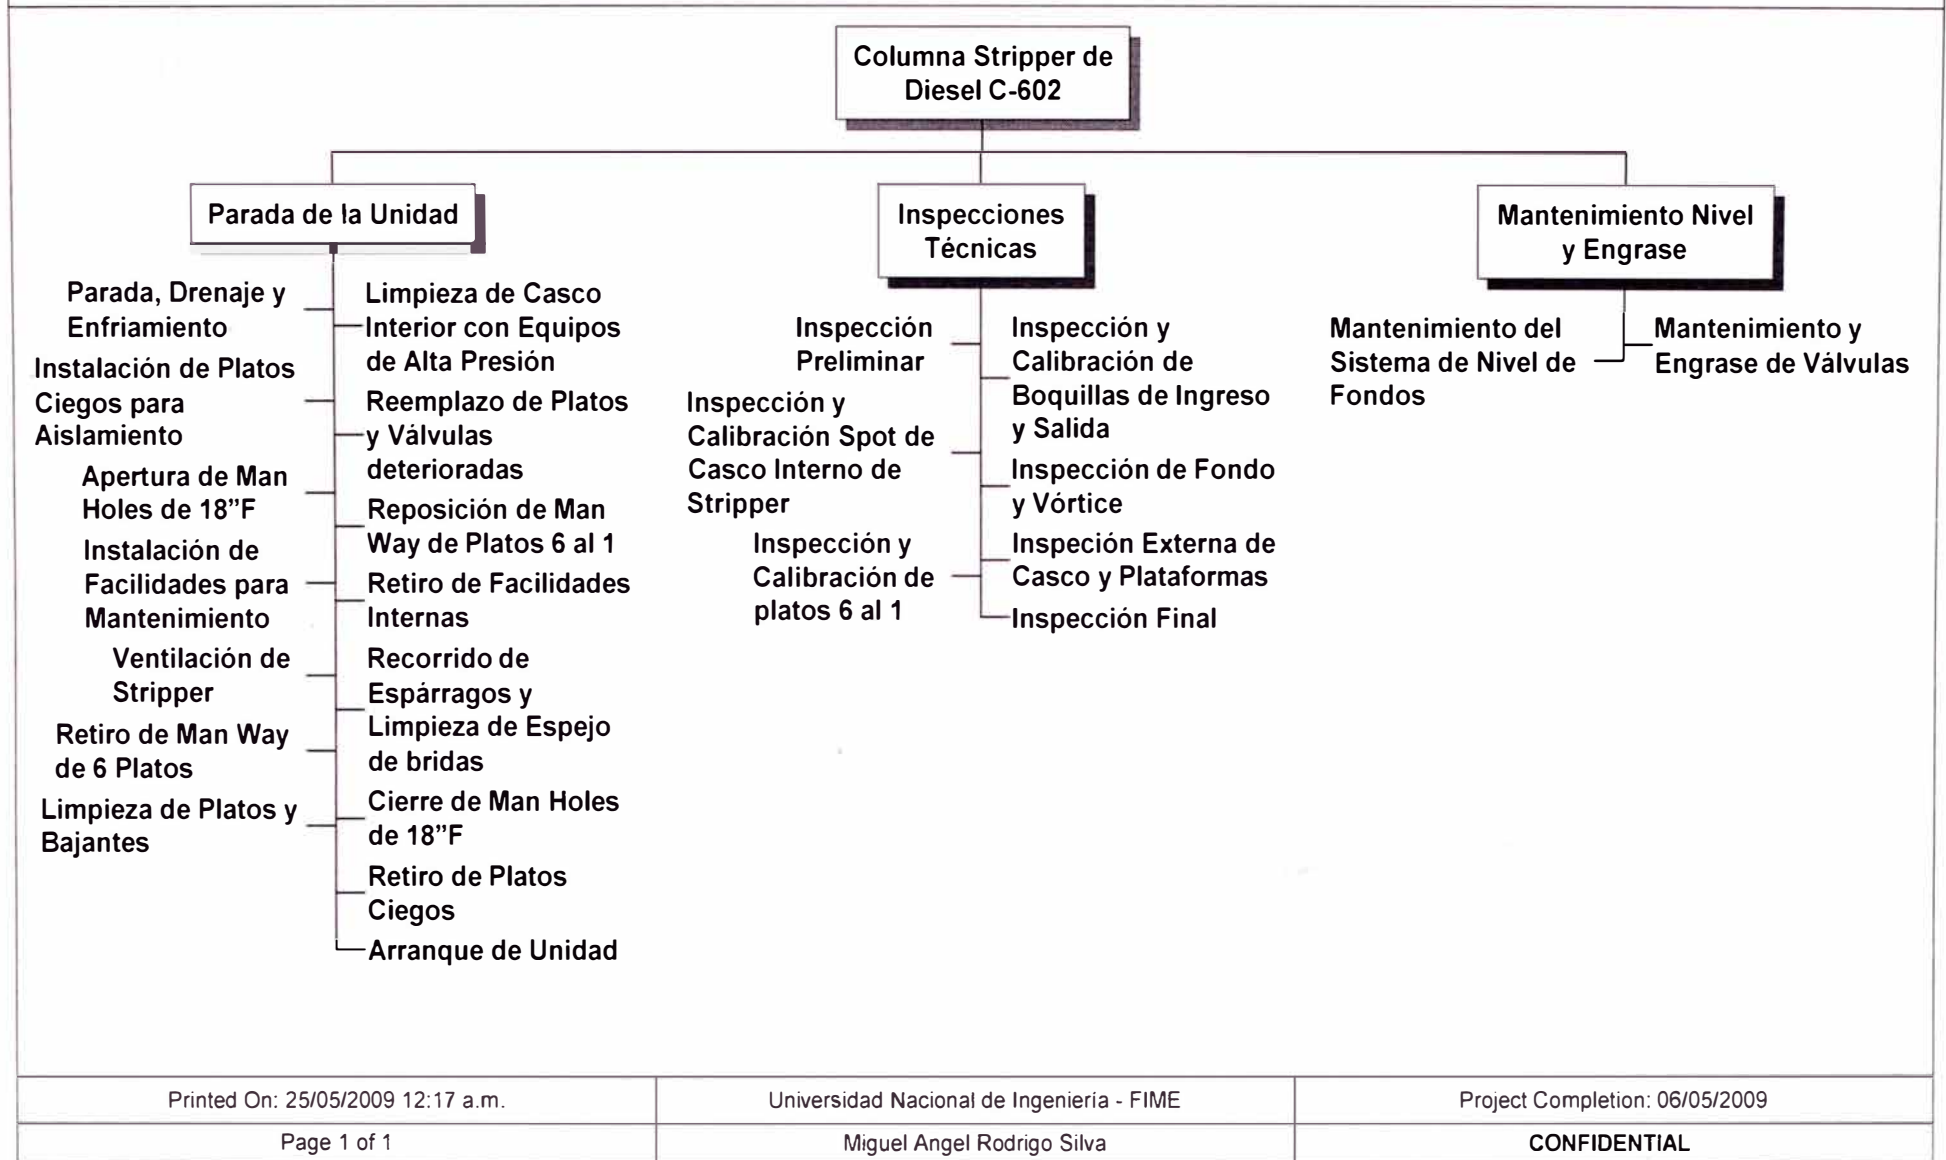 Columna Stripper de
Diesel C-602
Parada de la Unidad
Parada, Drenaje y
Enfriamiento
Instalación de Platos
Ciegos para
Aislamiento
Apertura de Man
Holes de 18”F
Instalación de
Facilidades para
Mantenimiento
Ventilación de
Stripper
Retiro de Man Way
de 6 Platos
Limpieza de Platos y
Bajantes
Limpieza de Casco
Interior con Equipos
de Alta Presión
Reemplazo de Platos
y Válvulas
deterioradas
Reposición de Man
Way de Platos 6 al 1
Retiro de Facilidades
Internas
Recorrido de
Espárragos y
Limpieza de Espejo
de bridas
Cierre de Man Holes
de 18”F
Retiro de Platos
Ciegos
Arranque de Unidad
Inspecciones
Técnicas
Inspección
Preliminar
Inspección y
Calibración Spot de
Casco Interno de
Stripper
Inspección y
Calibración de
platos 6 al 1
Inspección y
Calibración de
Boquillas de Ingreso
y Salida
Inspección de Fondo
y Vórtice
Inspeción Externa de
Casco y Plataformas
Inspección Final
Mantenimiento Nivel
y Engrase
Mantenimiento del
Sistema de Nivel de
Fondos
Mantenimiento y
Engrase de Válvulas
Printed On: 25/05/2009 12:17 a.m.
Universidad Nacional de Ingeniería - FIME
Project Completion: 06/05/2009
Page 1 of 1
Miguel Angel Rodrigo Silva
CONFIDENTIAL